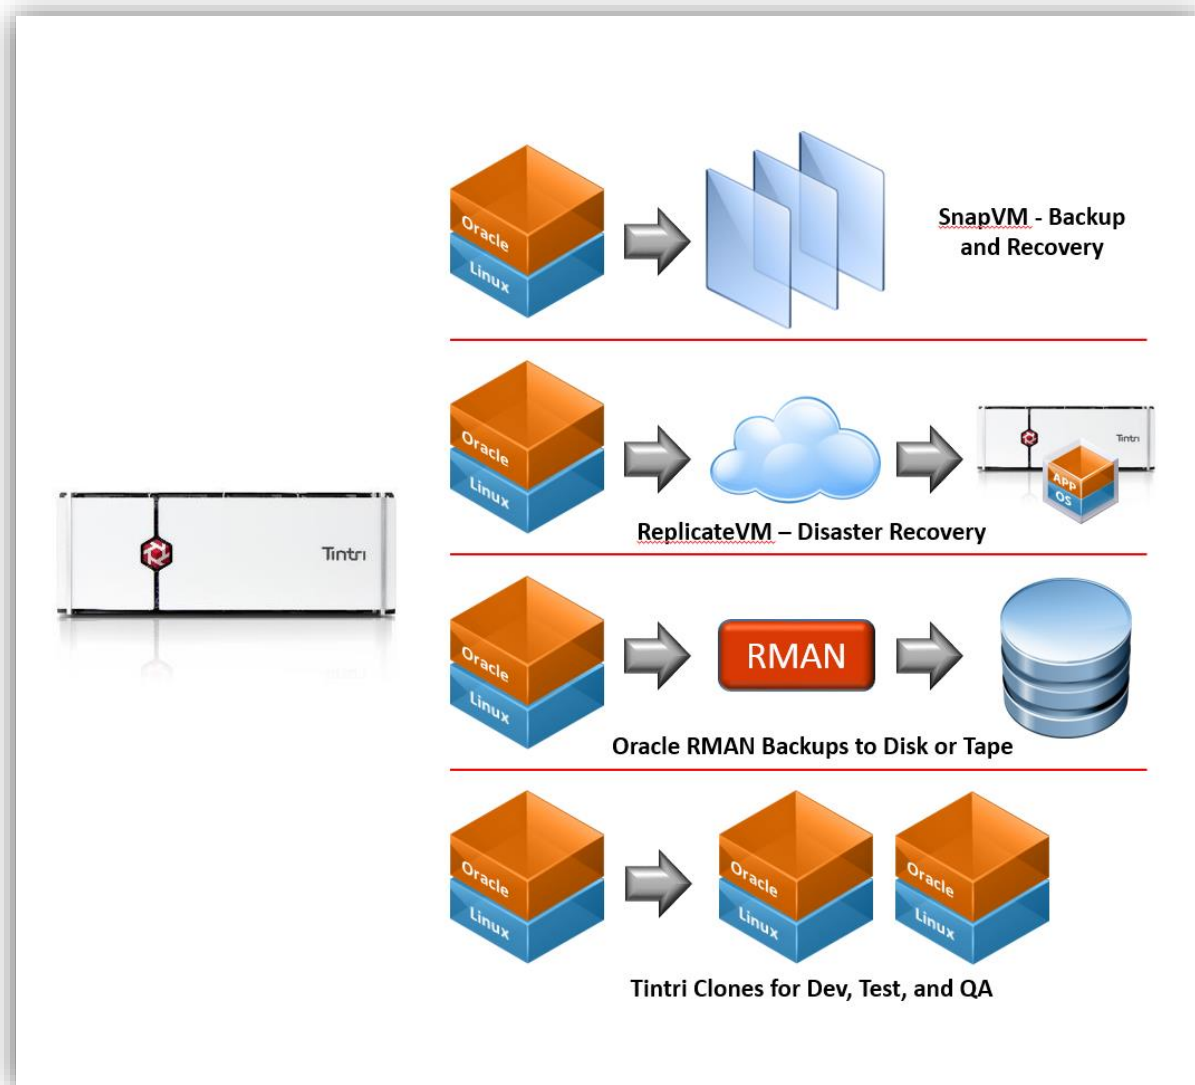 Tintri
Oracle
Linux
SnapVM - Backup
and Recovery
Oracle
Linux
Tintri
APP
OS
ReplicateVM – Disaster Recovery
Oracle
Linux
RMAN
Oracle RMAN Backups to Disk or Tape
Oracle
Linux
Oracle
Linux
Oracle
Linux
Tintri Clones for Dev, Test, and QA